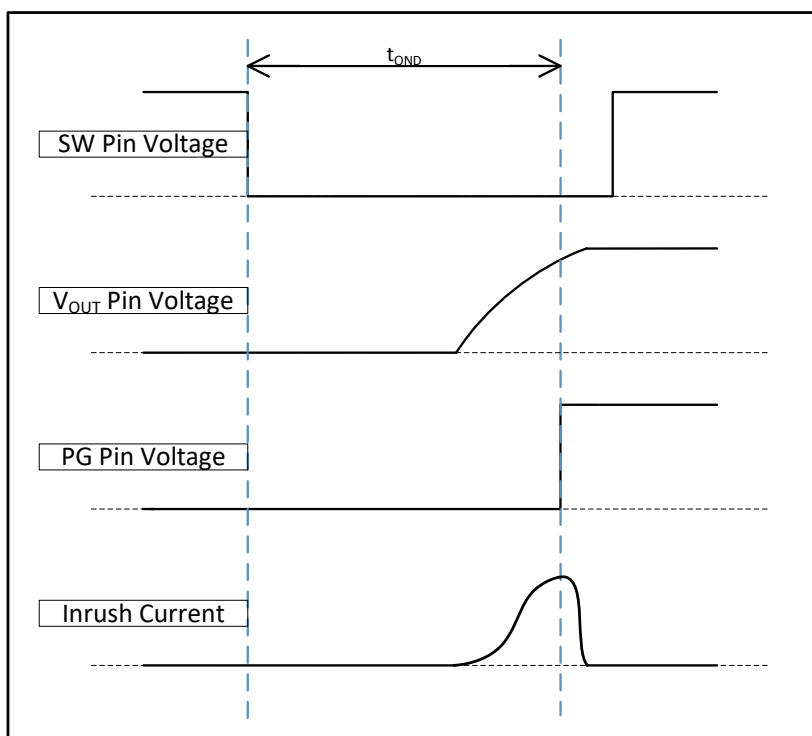 tOND
SW Pin Voltage
VOUT Pin Voltage
PG Pin Voltage
Inrush Current